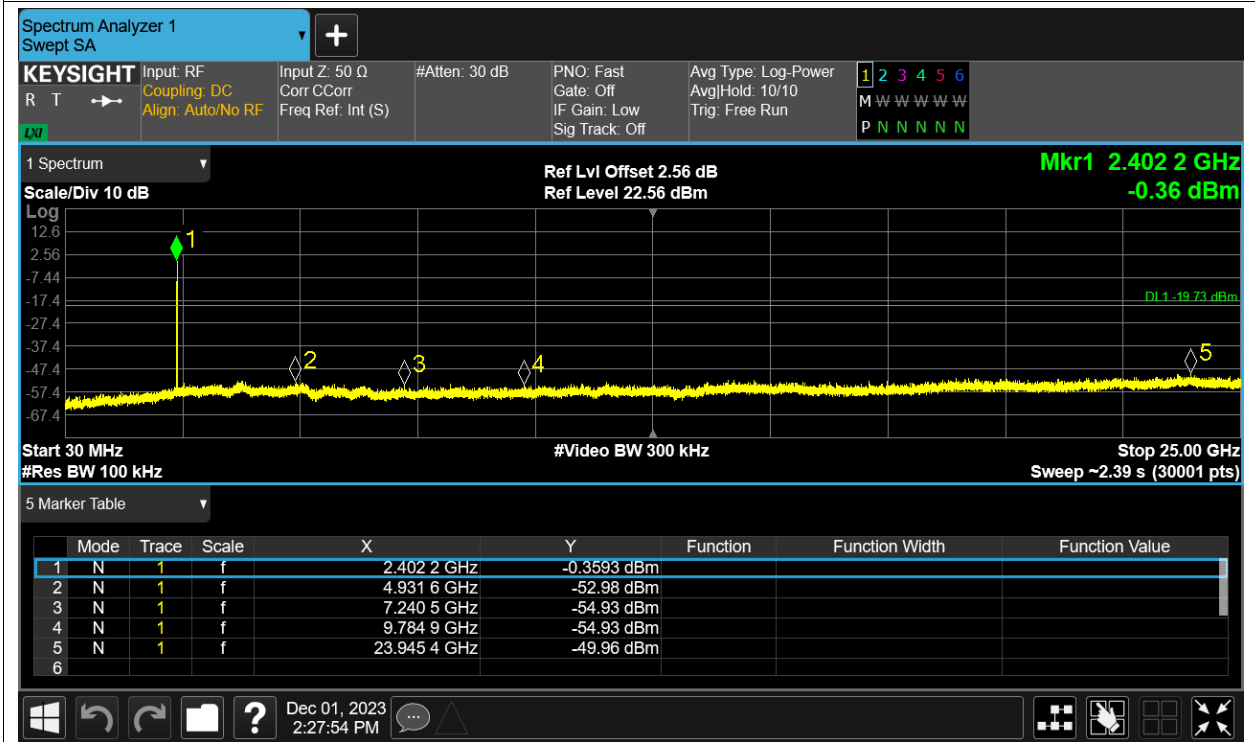 Spectrum Analyzer 1
Swept SA
KEYSIGHT Input: RF Input Z: 50 Ω #Atten: 30 dB PNO: Fast Avg Type: Log-Power 1 2 3 4 5 6
R T Coupling: DC Corr CCorr Gate: Off Avg|Hold: 10/10 M W W W W W
Align: Auto/No RF Freq Ref: Int (S) IF Gain: Low Trig: Free Run
LXI Sig Track: Off P N N N N N
1 Spectrum Ref Lvl Offset 2.56 dB Mkr1 2.402 2 GHz
Scale/Div 10 dB Ref Level 22.56 dBm -0.36 dBm
Log
12.6 1
2.56
-7.44
-17.4 DL1 -19.73 dBm
-27.4
-37.4 2 3 4 5
-47.4
-57.4
-67.4
Start 30 MHz #Video BW 300 kHz Stop 25.00 GHz
#Res BW 100 kHz Sweep ~2.39 s (30001 pts)
5 Marker Table
Mode Trace Scale X Y Function Function Width Function Value
1 N 1 f 2.402 2 GHz -0.3593 dBm
2 N 1 f 4.931 6 GHz -52.98 dBm
3 N 1 f 7.240 5 GHz -54.93 dBm
4 N 1 f 9.784 9 GHz -54.93 dBm
5 N 1 f 23.945 4 GHz -49.96 dBm
6
? Dec 01, 2023
2:27:54 PM